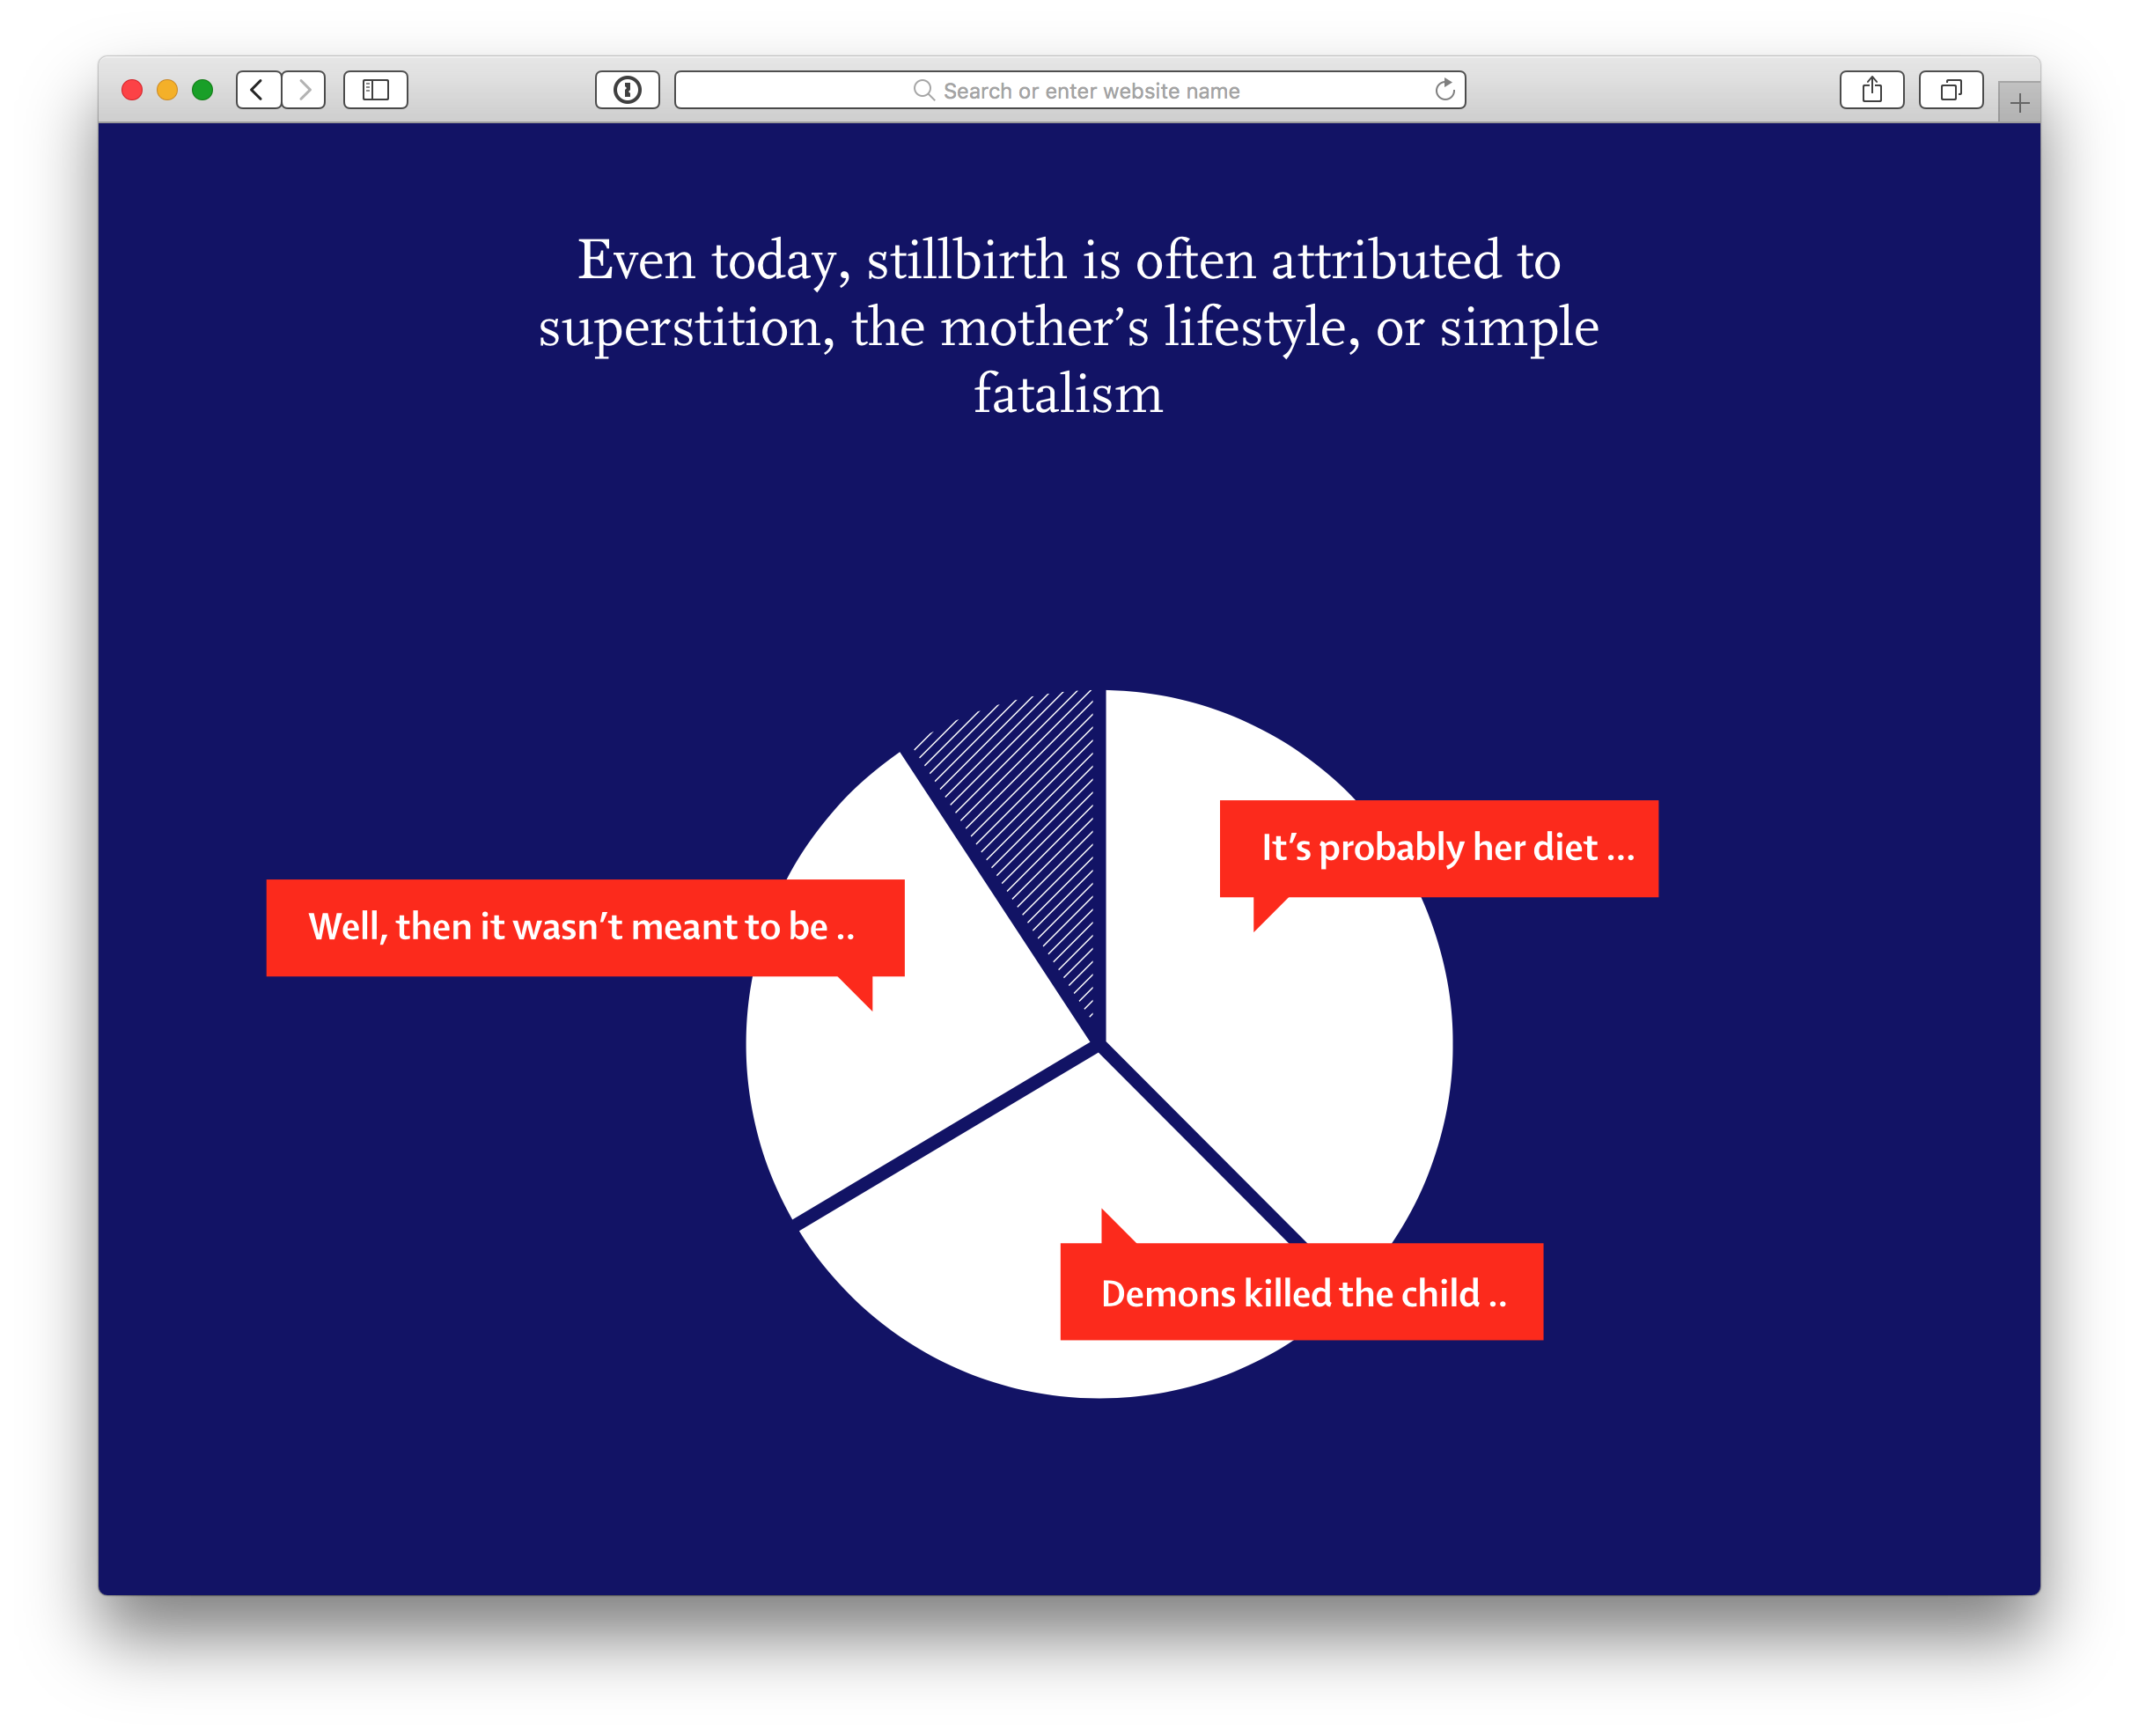 Search or enter website name
Even today, stillbirth is often attributed to
superstition, the mother’s lifestyle, or simple
fatalism
It’s probably her diet ...
Well, then it wasn’t meant to be ..
Demons killed the child ..